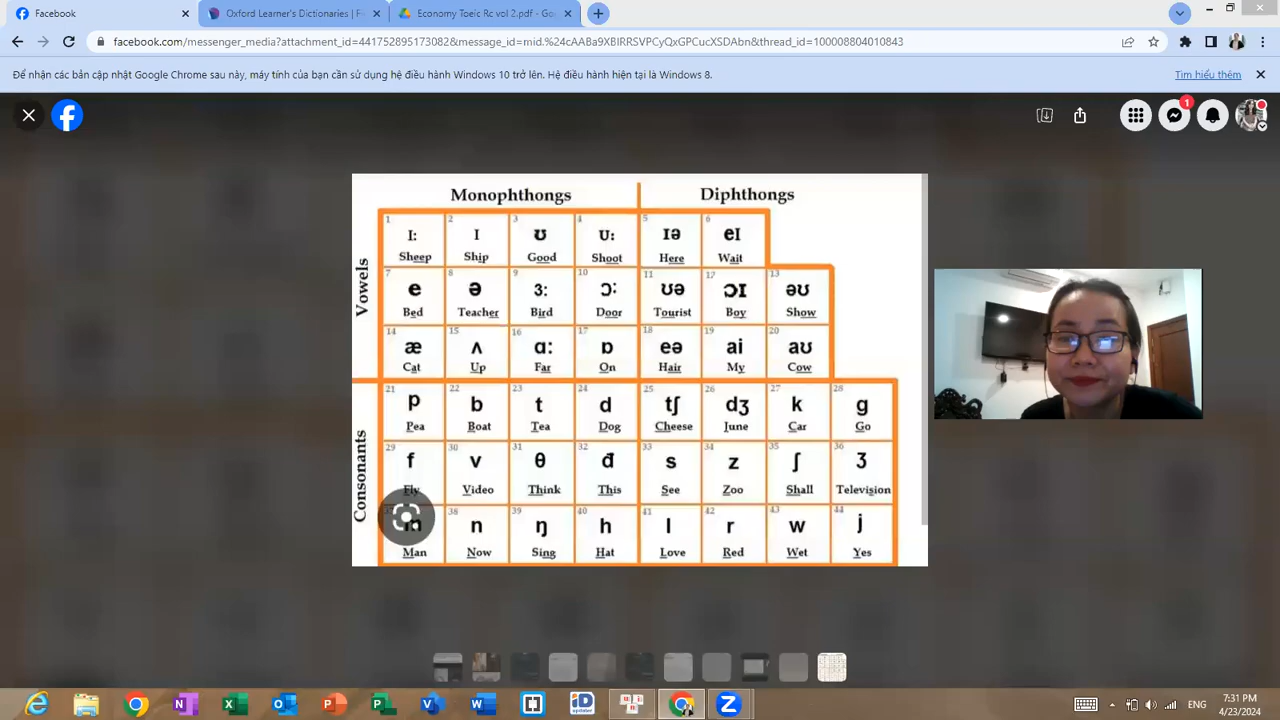 Facebook
Oxford Learner's Dictionaries | F
Economy Toeic Rc vol 2.pdf - Go
facebook.com/messenger_media?attachment_id=441752895173082&message_id=mid.%24cAABa9XBIRRSVPCyQxGPCucXSDAbn&thread_id=100008804010843
Để nhận các bản cập nhật Google Chrome sau này, máy tính của bạn cần sử dụng hệ điều hành Windows 10 trở lên. Hệ điều hành hiện tại là Windows 8.
Tìm hiểu thêm
1
Monophthongs Diphthongs
Vowels
1 2 3 4 5 6
ɪ: ɪ ʊ ʊ: ɪə eɪ
Sheep Ship Good Shoot Here Wait
7 8 9 10 11 12 13
e ə ɜ: ɔ: ʊə ɔɪ əʊ
Bed Teacher Bird Door Tourist Boy Show
14 15 16 17 18 19 20
æ ʌ ɑ: ɒ eə ai aʊ
Cat Up Far On Hair My Cow
Consonants
21 22 23 24 25 26 27 28
p b t d tʃ dʒ k g
Pea Boat Tea Dog Cheese June Car Go
29 30 31 32 33 34 35 36
f v θ đ s z ʃ ʒ
Fly Video Think This See Zoo Shall Television
38 39 40 41 42 43 44
m n ŋ h l r w j
Man Now Sing Hat Love Red Wet Yes
ENG
7:31 PM
4/23/2024